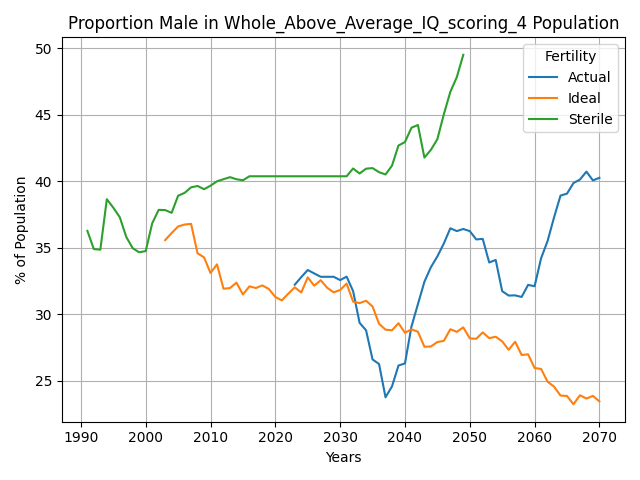 Proportion Male in Whole_Above_Average_IQ_scoring_4 Population
% of Population
50
45
40
35
30
25
Fertility
Actual
Ideal
Sterile
1990 2000 2010 2020 2030 2040 2050 2060 2070
Years